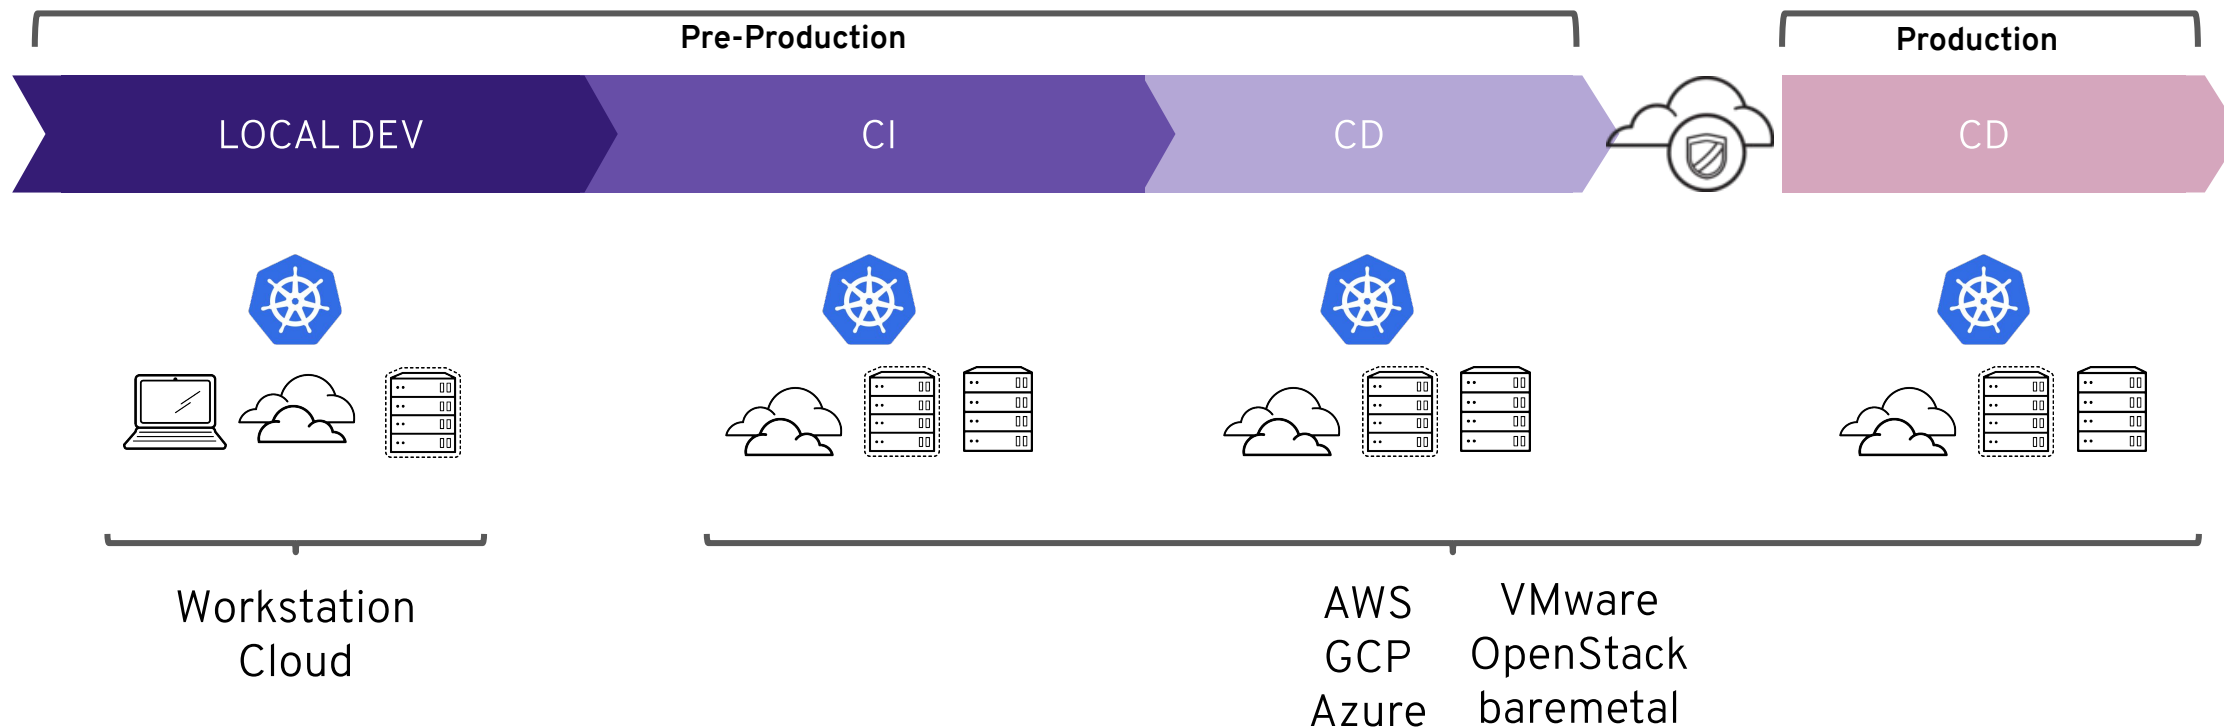 Pre-Production
Production
LOCAL DEV
CI
CD
CD
Workstation
Cloud
AWS
GCP
Azure
VMware
OpenStack
baremetal